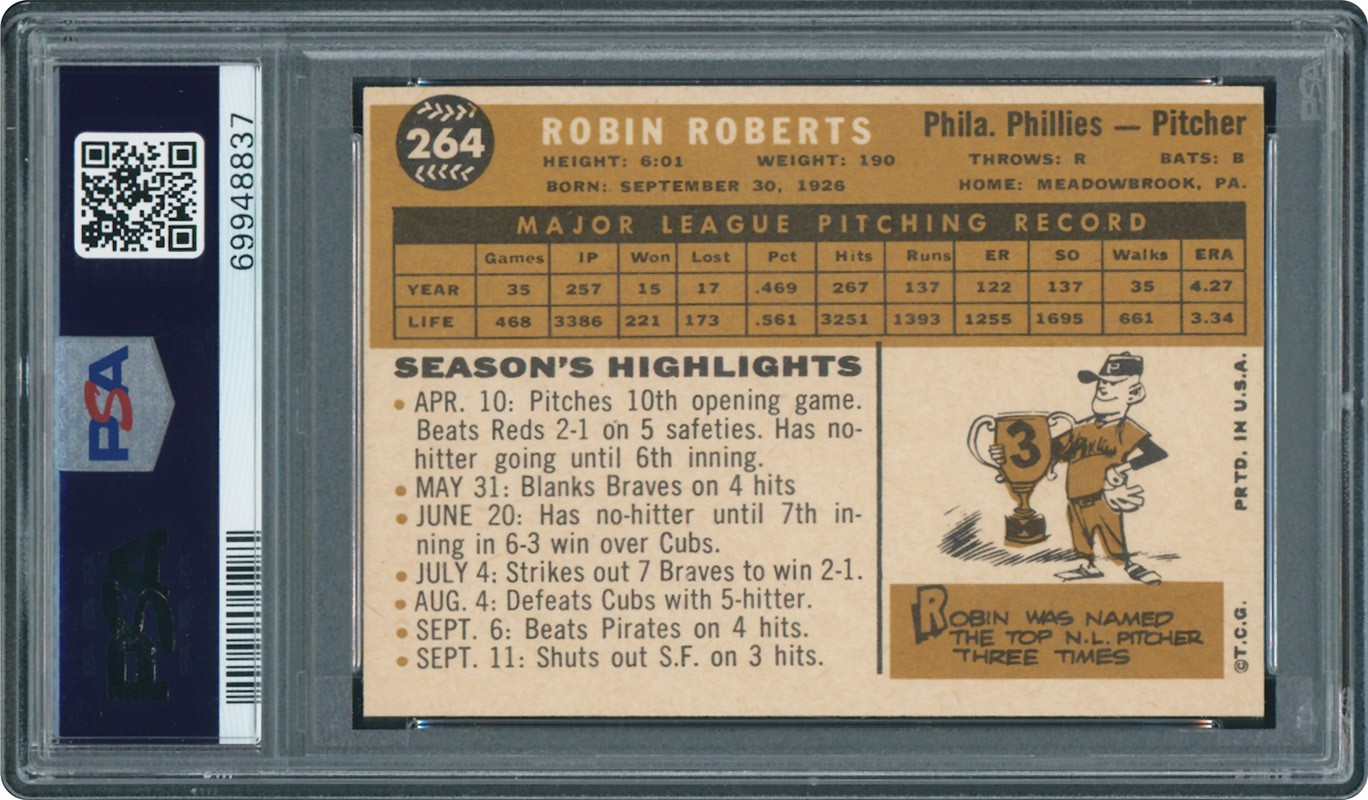 69948837
PSA
PSA
PSA
264
ROBIN ROBERTS
Phila. Phillies — Pitcher
HEIGHT: 6:01 WEIGHT: 190 THROWS: R BATS: B
BORN: SEPTEMBER 30, 1926 HOME: MEADOWBROOK, PA.
MAJOR LEAGUE PITCHING RECORD
Games IP Won Lost Pct Hits Runs ER SO Walks ERA
YEAR 35 257 15 17 .469 267 137 122 137 35 4.27
LIFE 468 3386 221 173 .561 3251 1393 1255 1695 661 3.34
SEASON'S HIGHLIGHTS
• APR. 10: Pitches 10th opening game.
Beats Reds 2-1 on 5 safeties. Has no-
hitter going until 6th inning.
• MAY 31: Blanks Braves on 4 hits
• JUNE 20: Has no-hitter until 7th in-
ning in 6-3 win over Cubs.
• JULY 4: Strikes out 7 Braves to win 2-1.
• AUG. 4: Defeats Cubs with 5-hitter.
• SEPT. 6: Beats Pirates on 4 hits.
• SEPT. 11: Shuts out S.F. on 3 hits.
P
3
Phillies
ROBIN WAS NAMED
THE TOP N.L. PITCHER
THREE TIMES
©T.C.G. PRTD. IN U.S.A.